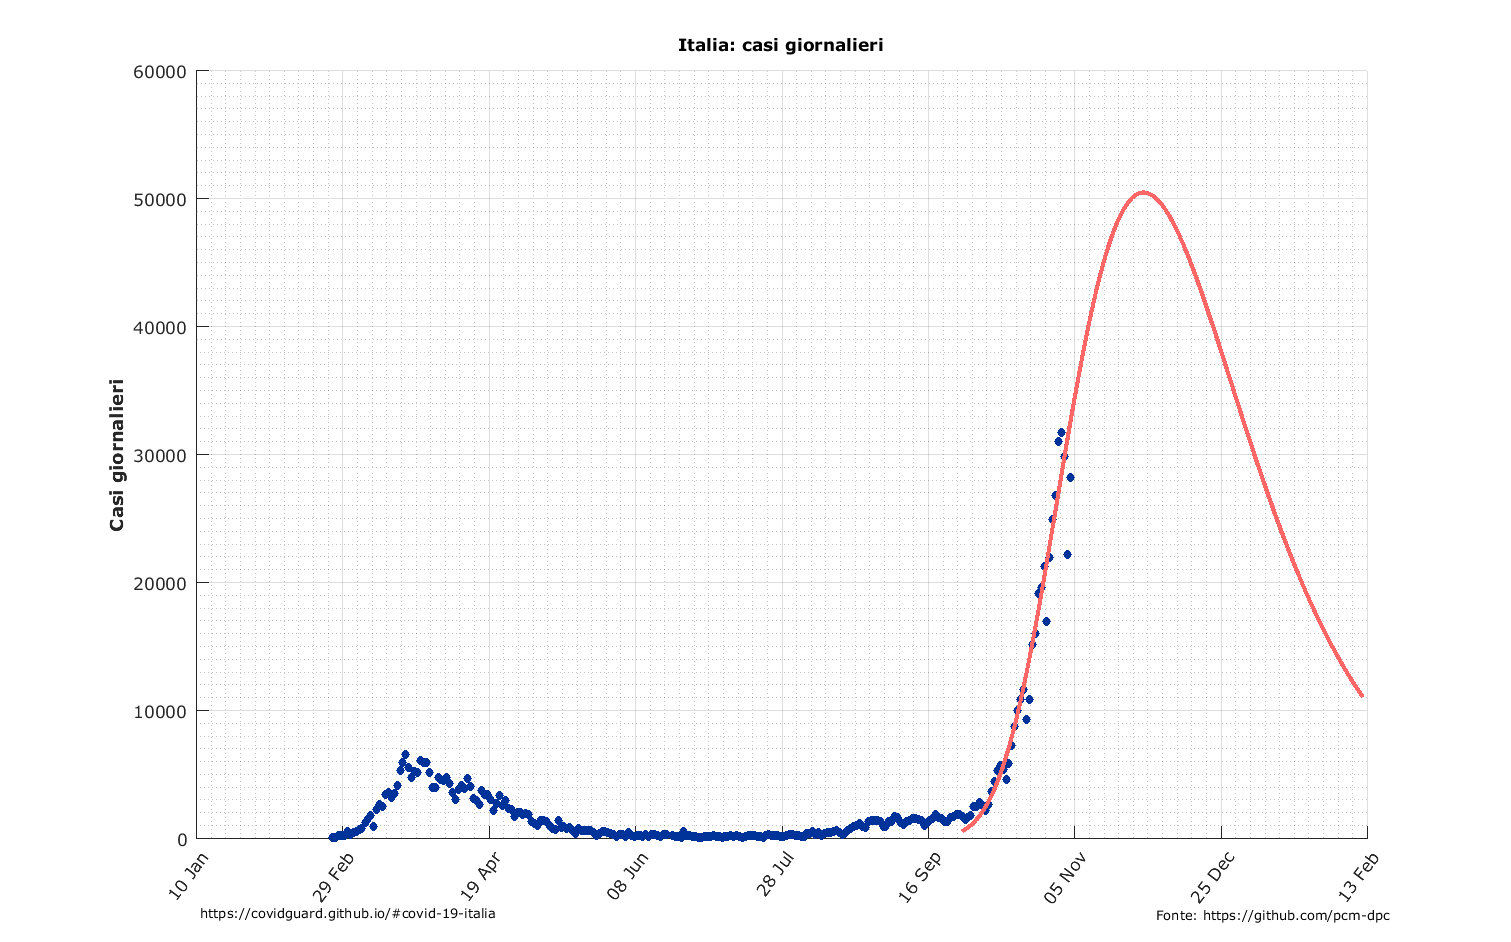 Italia: casi giornalieri
60000
50000
40000
30000
20000
10000
0
Casi giornalieri
10 Jan
29 Feb
19 Apr
08 Jun
28 Jul
16 Sep
05 Nov
25 Dec
13 Feb
https://covidguard.github.io/#covid-19-italia
Fonte: https://github.com/pcm-dpc